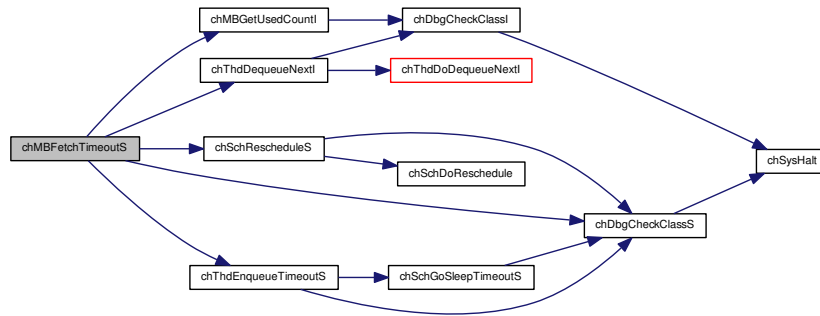 chMBGetUsedCountI
chDbgCheckClassI
chThdDequeueNextI
chThdDoDequeueNextI
chMBFetchTimeoutS
chSchRescheduleS
chSysHalt
chSchDoReschedule
chDbgCheckClassS
chThdEnqueueTimeoutS
chSchGoSleepTimeoutS